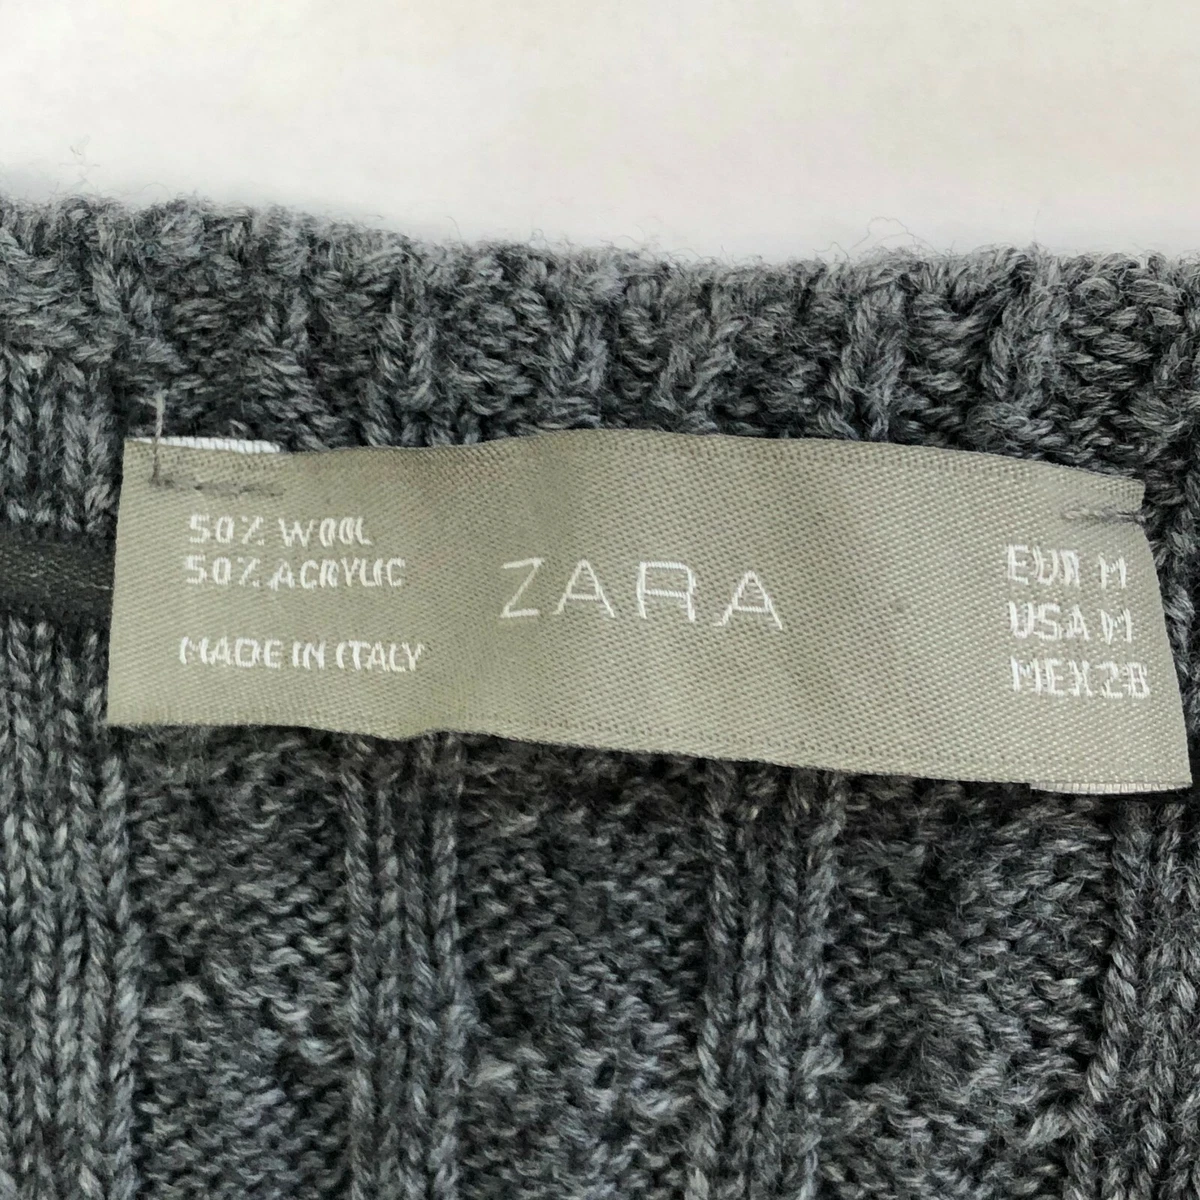 50% WOOL
50% ACRYLIC
MADE IN ITALY
ZARA
EUR M
USA M
MEX 28